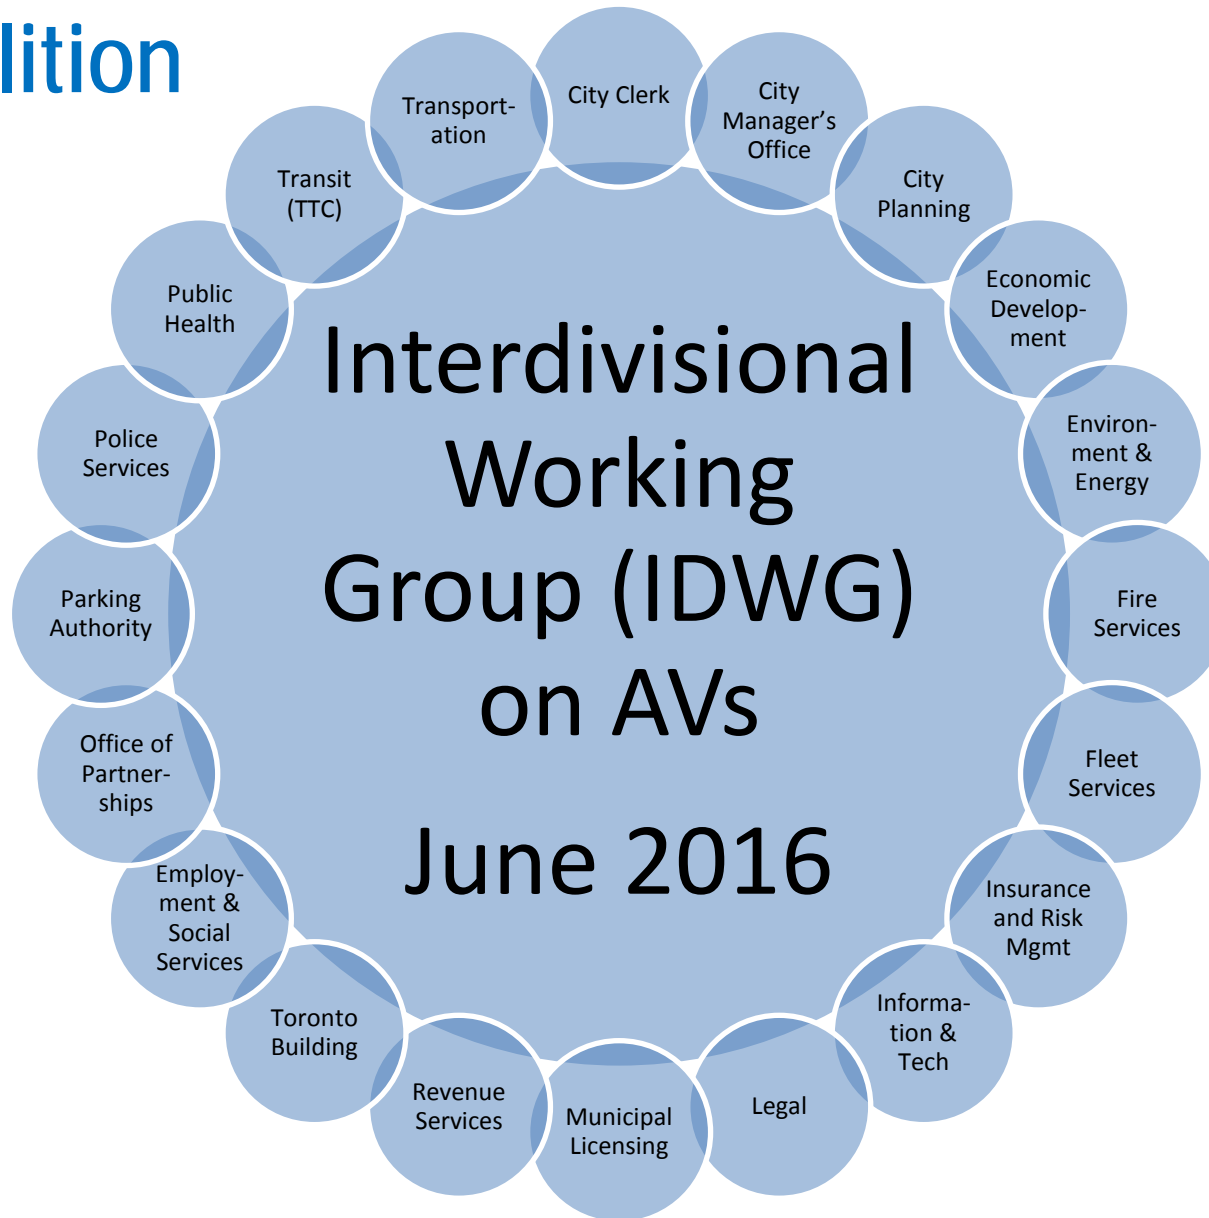 lition
City Clerk
City
Manager's
Office
City
Planning
Economic
Develop-
ment
Environ-
ment &
Energy
Fire
Services
Fleet
Services
Insurance
and Risk
Mgmt
Informa-
tion &
Tech
Legal
Municipal
Licensing
Revenue
Services
Toronto
Building
Employ-
ment &
Social
Services
Office of
Partner-
ships
Parking
Authority
Police
Services
Public
Health
Transit
(TTC)
Transport-
ation
Interdivisional
Working
Group (IDWG)
on AVs
June 2016